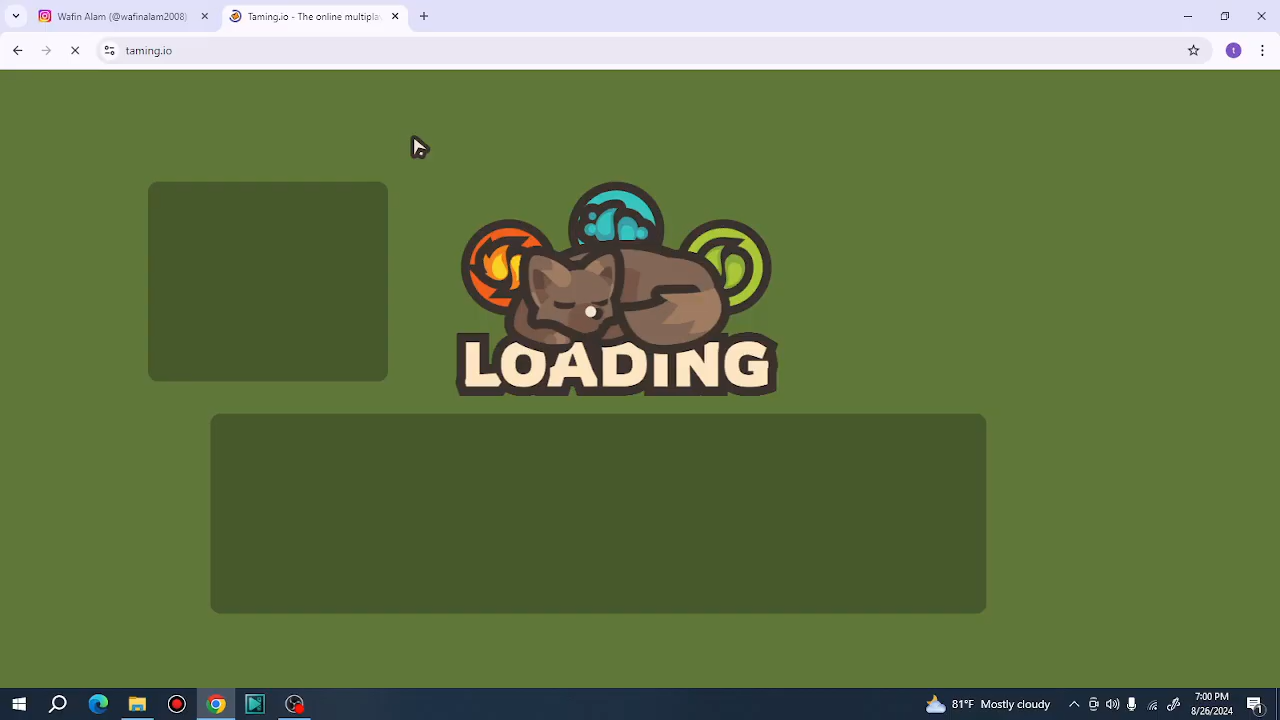 Wafin Alam (@wafinalam2008)
Taming.io - The online multiple
taming.io
t
LOADING
81°F Mostly cloudy
7:00 PM
8/26/2024